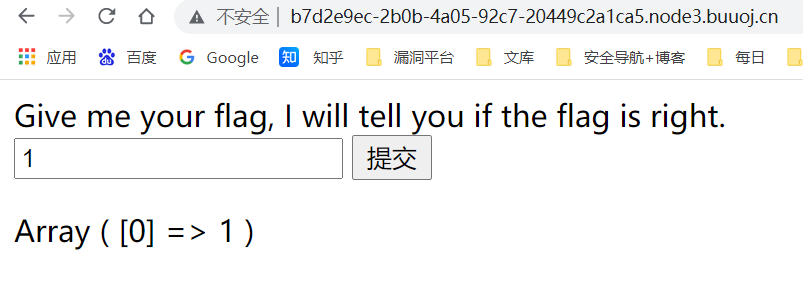 不安全 | b7d2e9ec-2b0b-4a05-92c7-20449c2a1ca5.node3.buuoj.cn
应用 百度 Google 知 知乎 漏洞平台 文库 安全导航+博客 每日
Give me your flag, I will tell you if the flag is right.
1 提交
Array ( [0] => 1 )